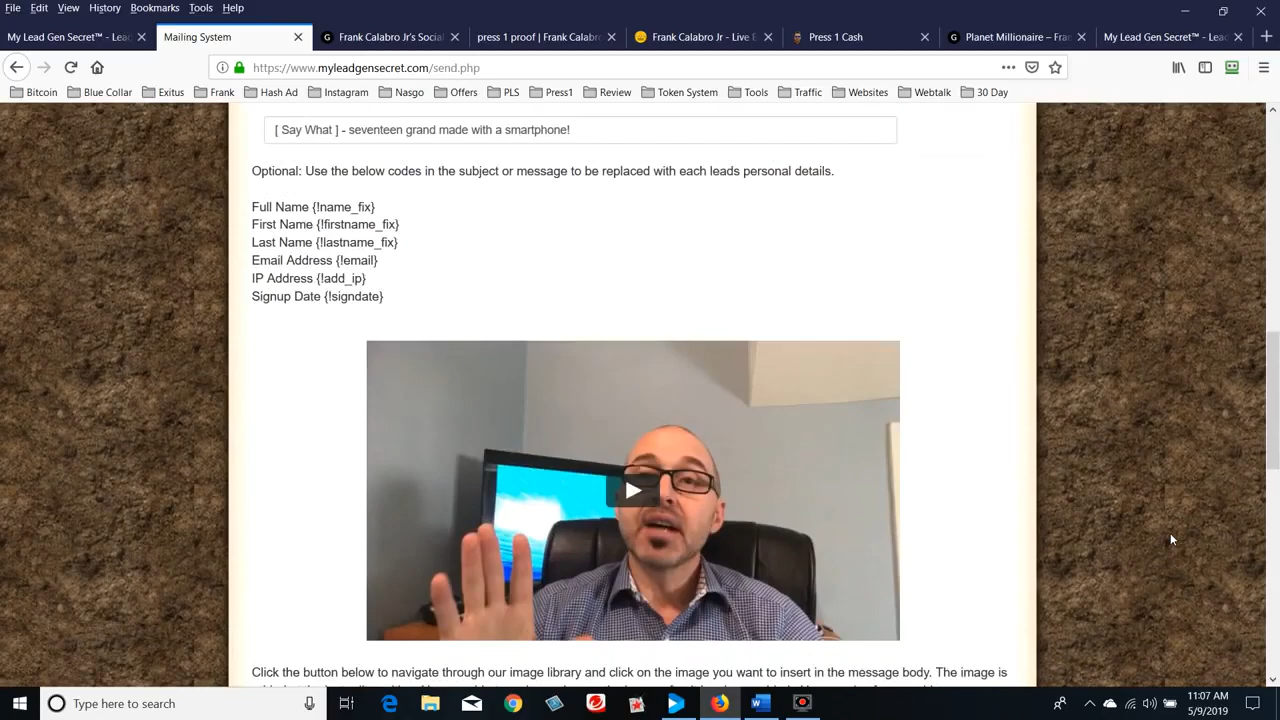 File Edit View History Bookmarks Tools Help
My Lead Gen Secret™ - Lea
Mailing System
Frank Calabro Jr's Social
press 1 proof | Frank Calabr
Frank Calabro Jr - Live E
Press 1 Cash
Planet Millionaire – Fran
My Lead Gen Secret™ - Lea
https://www.myleadgensecret.com/send.php
Bitcoin Blue Collar Exitus Frank Hash Ad Instagram Nasgo Offers PLS Press1 Review Token System Tools Traffic Websites Webtalk 30 Day
[ Say What ] - seventeen grand made with a smartphone!
Optional: Use the below codes in the subject or message to be replaced with each leads personal details.
Full Name {!name_fix}
First Name {!firstname_fix}
Last Name {!lastname_fix}
Email Address {!email}
IP Address {!add_ip}
Signup Date {!signdate}
Click the button below to navigate through our image library and click on the image you want to insert in the message body. The image is
Type here to search
11:07 AM
5/9/2019